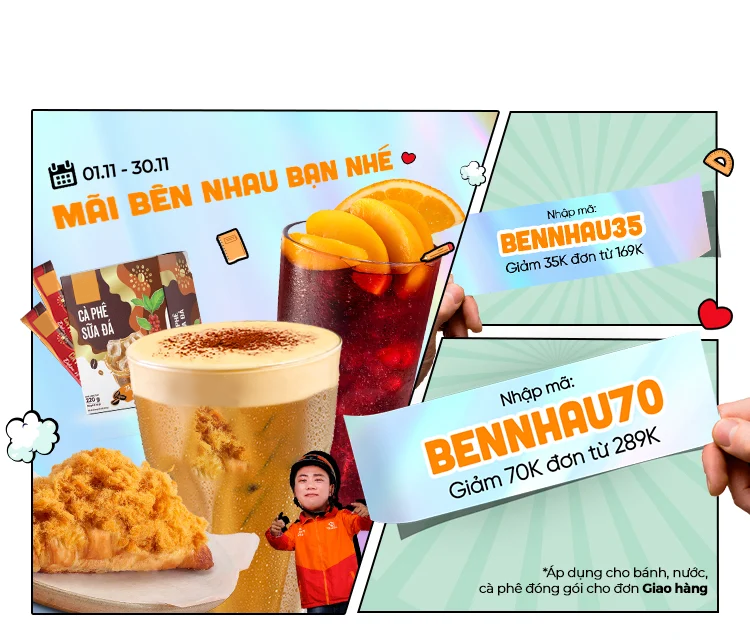 01.11 - 30.11
MÃI BÊN NHAU BẠN NHÉ
CÀ PHÊ
SỮA ĐÁ
220 g
Nhập mã:
BENNHAU35
Giảm 35K đơn từ 169K
Nhập mã:
BENNHAU70
Giảm 70K đơn từ 289K
*Áp dụng cho bánh, nước,
cà phê đóng gói cho đơn Giao hàng